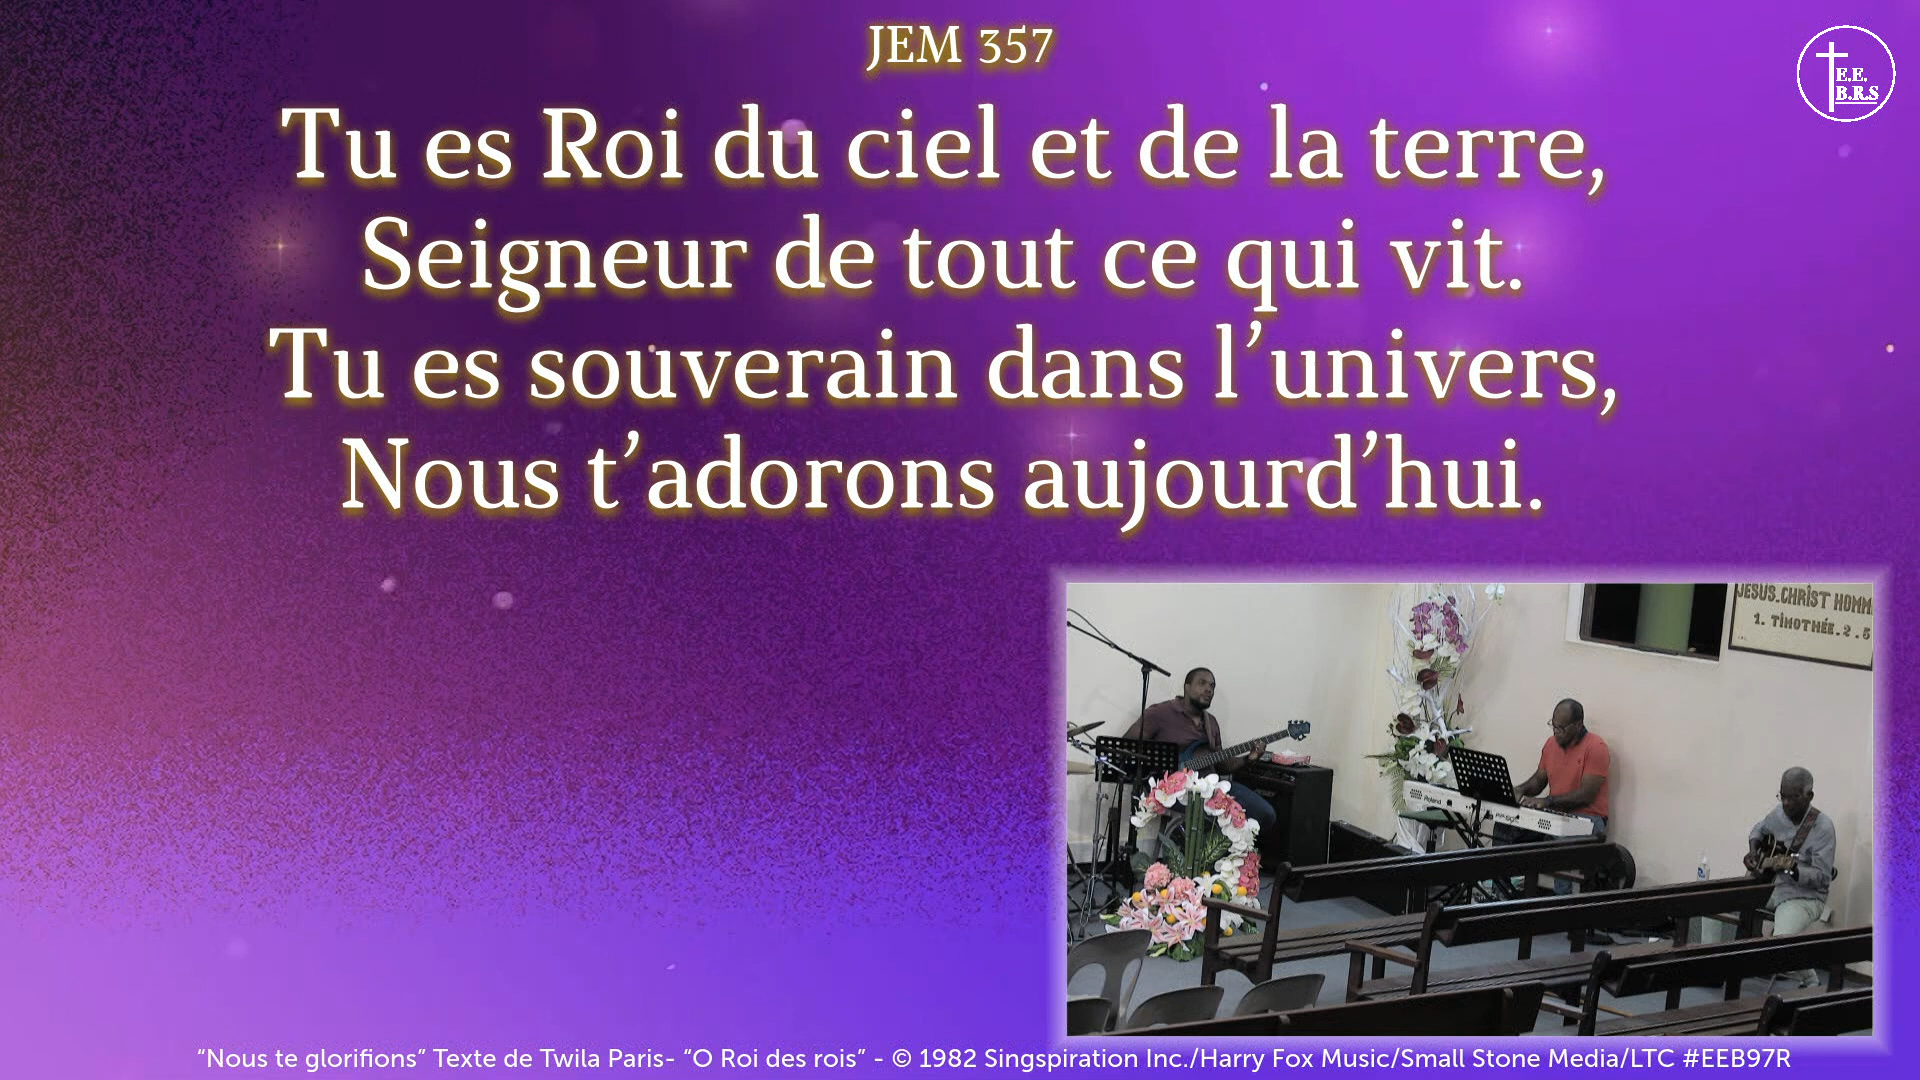 JEM 357
E.E.
B.R.S
Tu es Roi du ciel et de la terre,
Seigneur de tout ce qui vit.
Tu es souverain dans l’univers,
Nous t’adorons aujourd’hui.
JESUS-CHRÎST HOMM
1. TIMOTHÉE.2.5
Roland
“Nous te glorifions” Texte de Twila Paris- “O Roi des rois” - © 1982 Singspiration Inc./Harry Fox Music/Small Stone Media/LTC #EEB97R